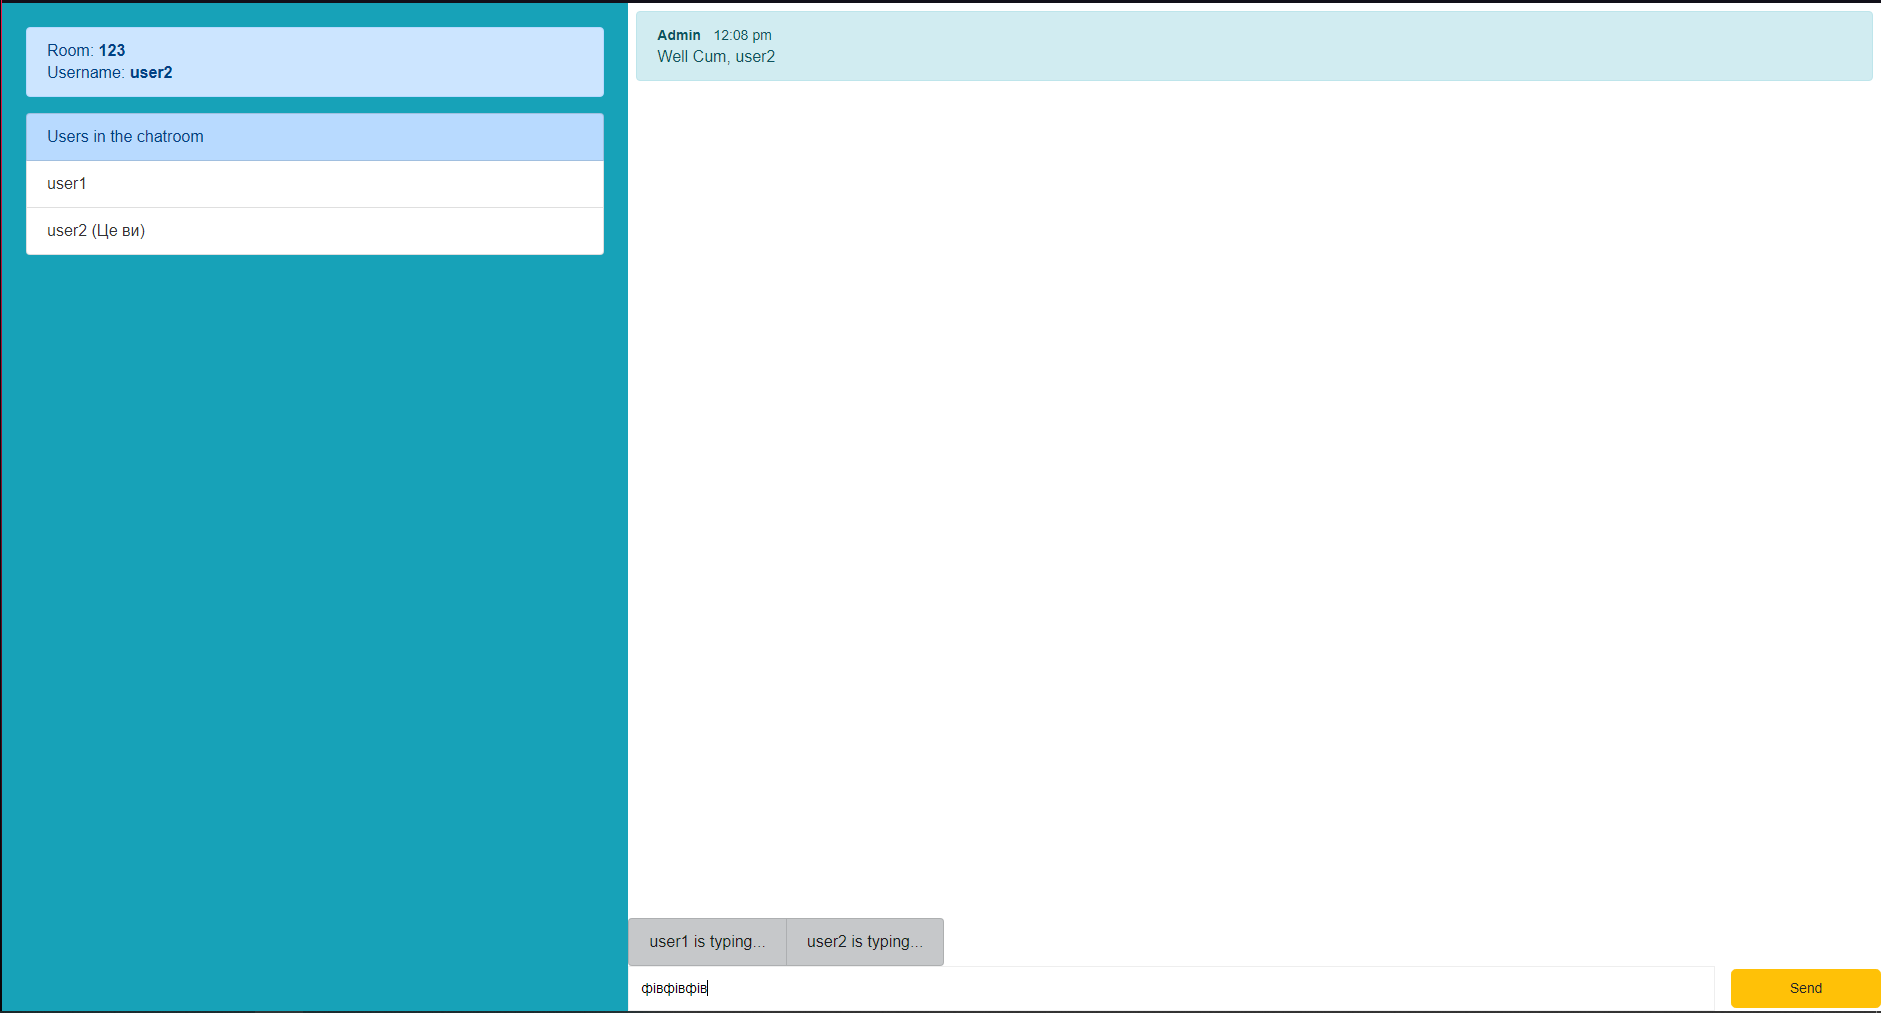 Room: 123
Username: user2
Users in the chatroom
user1
user2 (Це ви)
Admin 12:08 pm
Well Cum, user2
user1 is typing...
user2 is typing...
фівфівфів
Send